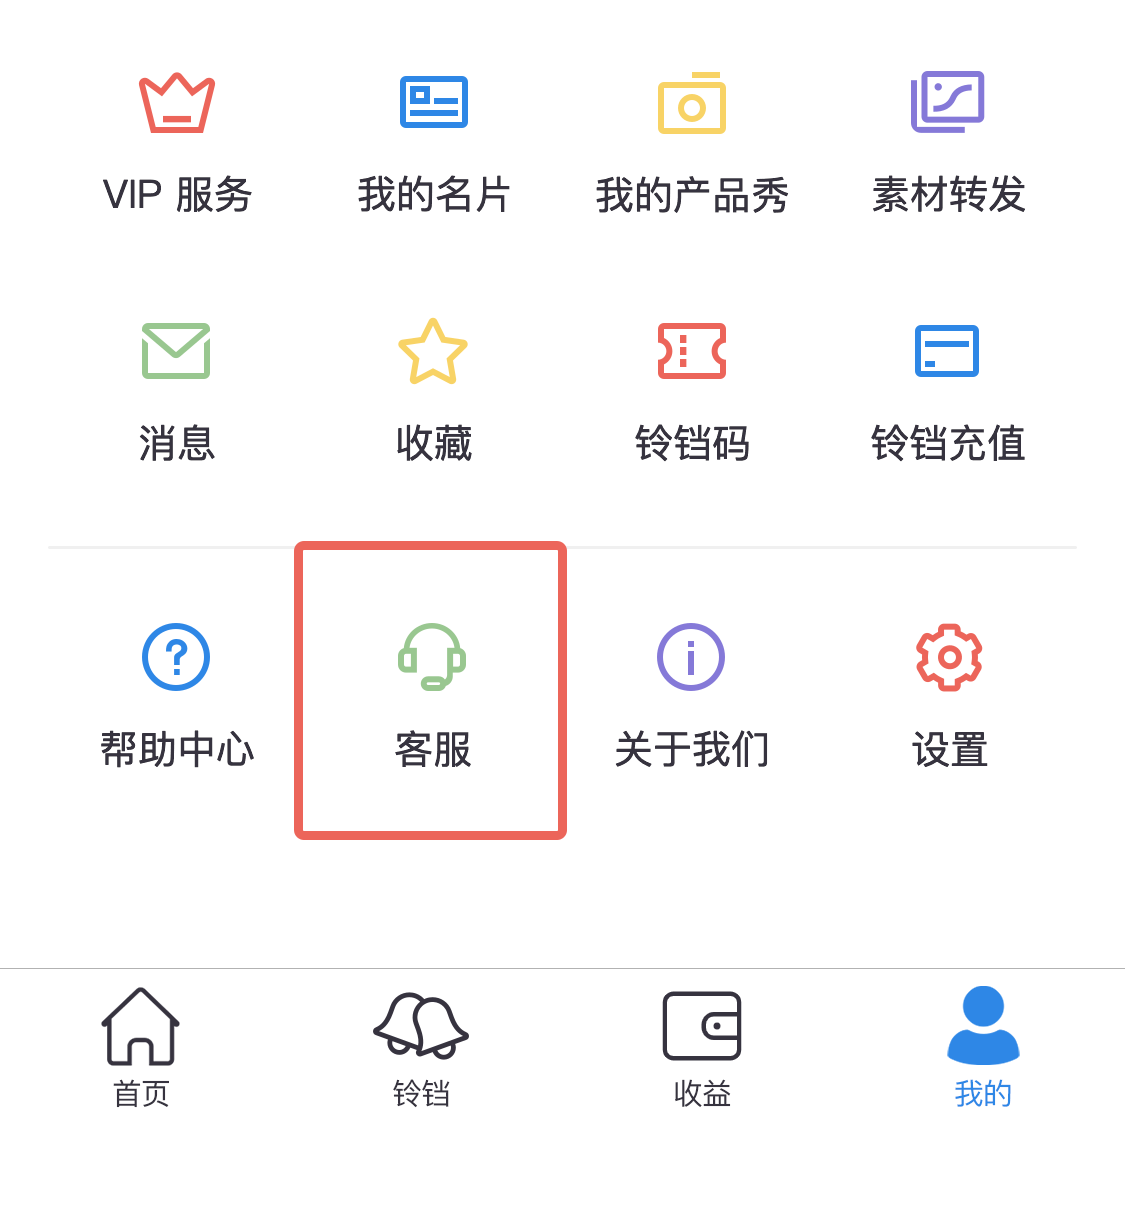 VIP 服务 我的名片 我的产品秀 素材转发
消息 收藏 铃铛码 铃铛充值
帮助中心 客服 关于我们 设置
首页 铃铛 收益 我的